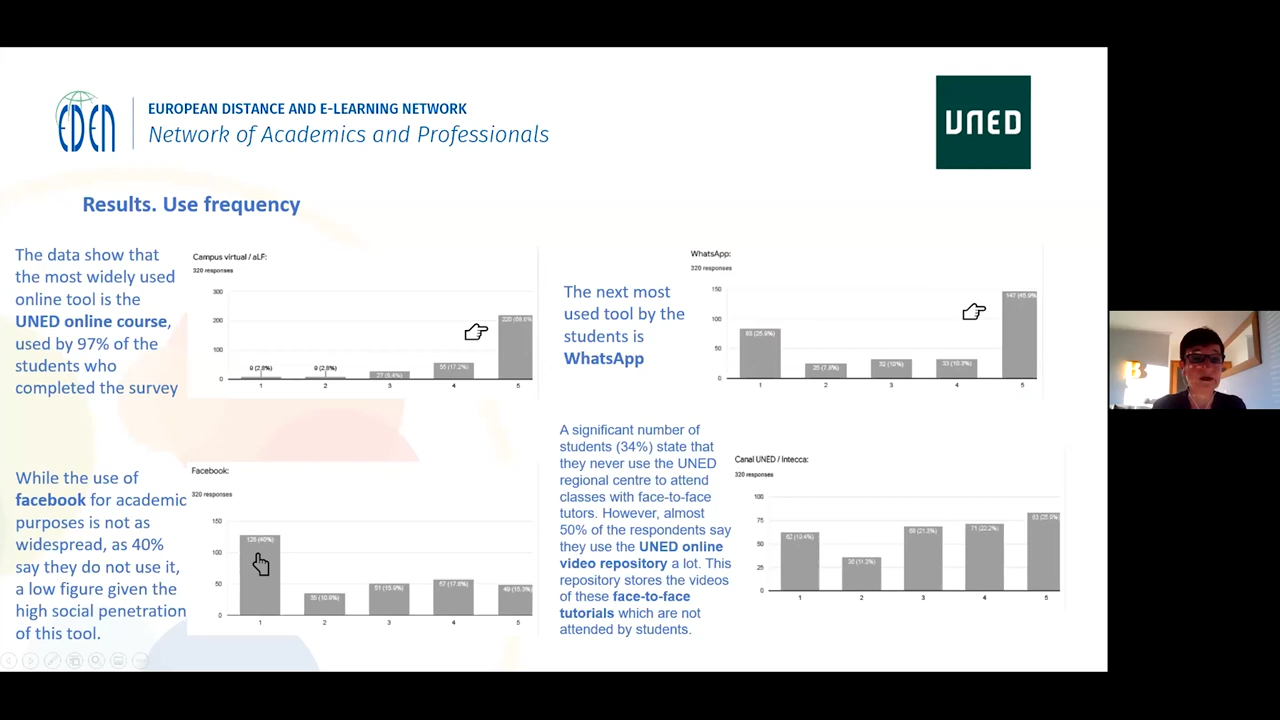 EDEN
EUROPEAN DISTANCE AND E-LEARNING NETWORK
Network of Academics and Professionals
UNED
Results. Use frequency
The data show that
the most widely used
online tool is the
UNED online course,
used by 97% of the
students who
completed the survey
Campus virtual / aLF:
320 responses
300
200
100
0
9 (2,8%)
9 (2,8%)
27 (8,4%)
55 (17,2%)
1
2
3
4
5
The next most
used tool by the
students is
WhatsApp
WhatsApp:
320 responses
150
100
50
0
83 (25,9%)
25 (7,8%)
32 (10%)
33 (10,3%)
147 (45,9%
1
2
3
4
5
While the use of
facebook for academic
purposes is not as
widespread, as 40%
say they do not use it,
a low figure given the
high social penetration
of this tool.
Facebook:
320 responses
150
100
50
0
128 (40%)
35 (10,9%)
51 (15,9%)
57 (17,8%)
49 (15,3%
1
2
3
4
5
A significant number of
students (34%) state that
they never use the UNED
regional centre to attend
classes with face-to-face
tutors. However, almost
50% of the respondents say
they use the UNED online
video repository a lot. This
repository stores the videos
of these face-to-face
tutorials which are not
attended by students.
Canal UNED / Intecca:
320 responses
100
75
50
25
0
62 (19,4%)
36 (11,2%)
68 (21,3%)
71 (22,2%)
83 (25,9%
1
2
3
4
5